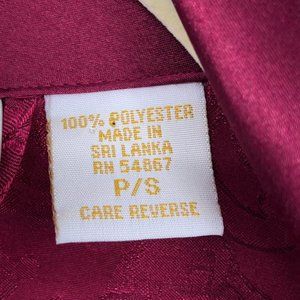 100% POLYESTER
MADE IN
SRI LANKA
RN 54867
P/S
CARE REVERSE